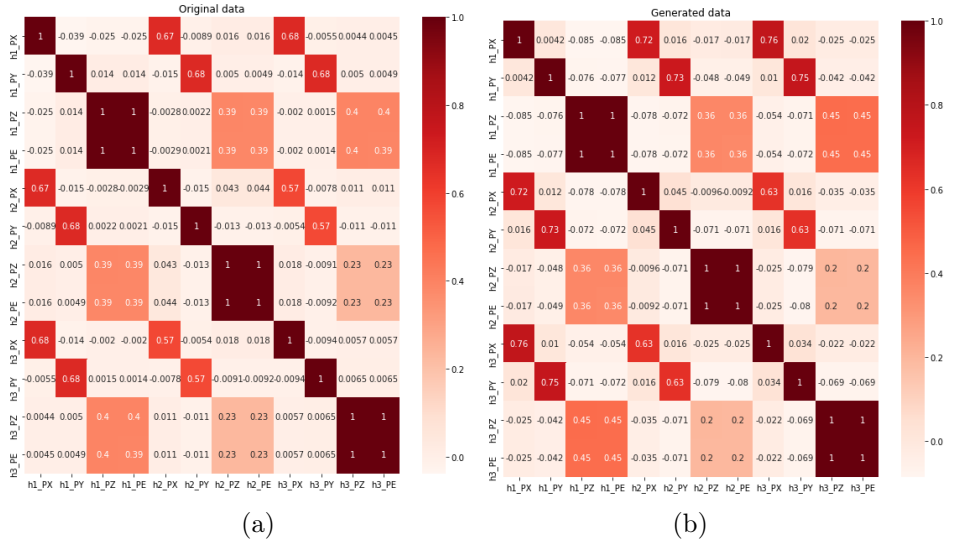 Original data
h1_PX 1 -0.039 -0.025 -0.025 0.67 -0.0089 0.016 0.016 0.68 -0.0055 0.0044 0.0045
h1_PY -0.039 1 0.014 0.014 -0.015 0.68 0.005 0.0049 -0.014 0.68 0.005 0.0049
h1_PZ -0.025 0.014 1 1 -0.0028 0.0022 0.39 0.39 -0.002 0.0015 0.4 0.4
h1_PE -0.025 0.014 1 1 -0.0029 0.0021 0.39 0.39 -0.002 0.0014 0.4 0.39
h2_PX 0.67 -0.015 -0.0028 -0.0029 1 -0.015 0.043 0.044 0.57 -0.0078 0.011 0.011
h2_PY -0.0089 0.68 0.0022 0.0021 -0.015 1 -0.013 -0.013 -0.0054 0.57 -0.011 -0.011
h2_PZ 0.016 0.005 0.39 0.39 0.043 -0.013 1 1 0.018 -0.0091 0.23 0.23
h2_PE 0.016 0.0049 0.39 0.39 0.044 -0.013 1 1 0.018 -0.0092 0.23 0.23
h3_PX 0.68 -0.014 -0.002 -0.002 0.57 -0.0054 0.018 0.018 1 -0.0094 0.0057 0.0057
h3_PY -0.0055 0.68 0.0015 0.0014 -0.0078 0.57 -0.0091 -0.0092 -0.0094 1 0.0065 0.0065
h3_PZ 0.0044 0.005 0.4 0.4 0.011 -0.011 0.23 0.23 0.0057 0.0065 1 1
h3_PE 0.0045 0.0049 0.4 0.39 0.011 -0.011 0.23 0.23 0.0057 0.0065 1 1
h1_PX h1_PY h1_PZ h1_PE h2_PX h2_PY h2_PZ h2_PE h3_PX h3_PY h3_PZ h3_PE
1.0
0.8
0.6
0.4
0.2
0.0
(a)
Generated data
h1_PX 1 0.0042 -0.085 -0.085 0.72 0.016 -0.017 -0.017 0.76 0.02 -0.025 -0.025
h1_PY 0.0042 1 -0.076 -0.077 0.012 0.73 -0.048 -0.049 0.01 0.75 -0.042 -0.042
h1_PZ -0.085 -0.076 1 1 -0.078 -0.072 0.36 0.36 -0.054 -0.071 0.45 0.45
h1_PE -0.085 -0.077 1 1 -0.078 -0.072 0.36 0.36 -0.054 -0.072 0.45 0.45
h2_PX 0.72 0.012 -0.078 -0.078 1 0.045 -0.0096 -0.0092 0.63 0.016 -0.035 -0.035
h2_PY 0.016 0.73 -0.072 -0.072 0.045 1 -0.071 -0.071 0.016 0.63 -0.071 -0.071
h2_PZ -0.017 -0.048 0.36 0.36 -0.0096 -0.071 1 1 -0.025 -0.079 0.2 0.2
h2_PE -0.017 -0.049 0.36 0.36 -0.0092 -0.071 1 1 -0.025 -0.08 0.2 0.2
h3_PX 0.76 0.01 -0.054 -0.054 0.63 0.016 -0.025 -0.025 1 0.034 -0.022 -0.022
h3_PY 0.02 0.75 -0.071 -0.072 0.016 0.63 -0.079 -0.08 0.034 1 -0.069 -0.069
h3_PZ -0.025 -0.042 0.45 0.45 -0.035 -0.071 0.2 0.2 -0.022 -0.069 1 1
h3_PE -0.025 -0.042 0.45 0.45 -0.035 -0.071 0.2 0.2 -0.022 -0.069 1 1
h1_PX h1_PY h1_PZ h1_PE h2_PX h2_PY h2_PZ h2_PE h3_PX h3_PY h3_PZ h3_PE
1.0
0.8
0.6
0.4
0.2
0.0
(b)